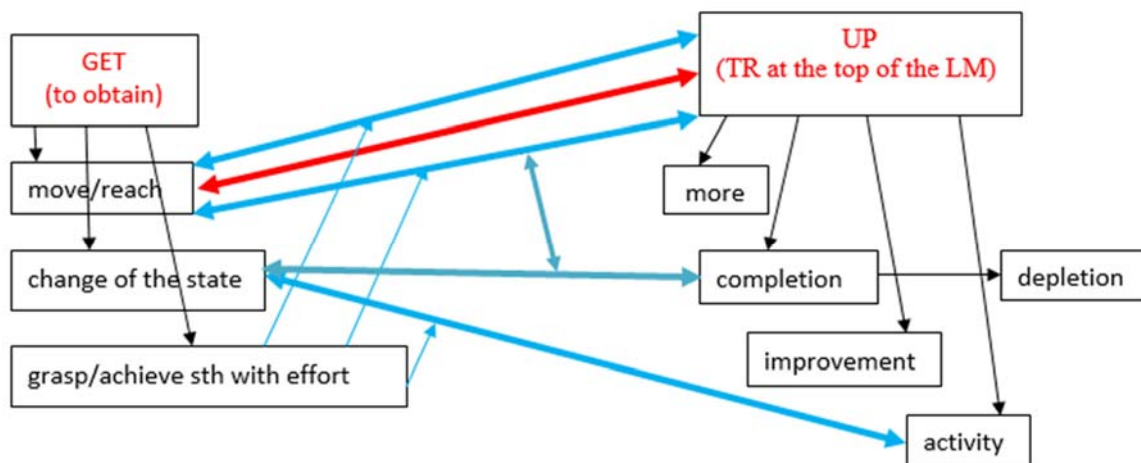 GET
(to obtain)
UP
(TR at the top of the LM)
move/reach
more
change of the state
completion
depletion
grasp/achieve sth with effort
improvement
activity